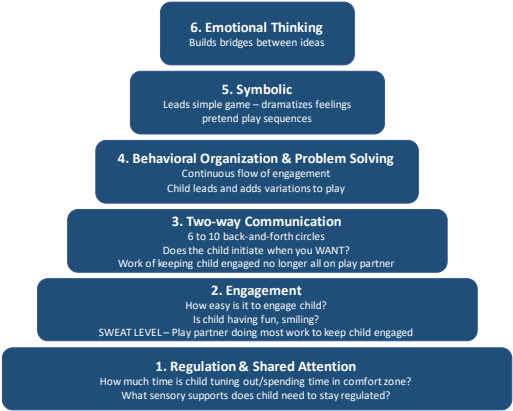 6. Emotional Thinking
Builds bridges between ideas
5. Symbolic
Leads simple game – dramatizes feelings
pretend play sequences
4. Behavioral Organization & Problem Solving
Continuous flow of engagement
Child leads and adds variations to play
3. Two-way Communication
6 to 10 back-and-forth circles
Does the child initiate when you WANT?
Work of keeping child engaged no longer all on play partner
2. Engagement
How easy is it to engage child?
Is child having fun, smiling?
SWEAT LEVEL – Play partner doing most work to keep child engaged
1. Regulation & Shared Attention
How much time is child tuning out/spending time in comfort zone?
What sensory supports does child need to stay regulated?